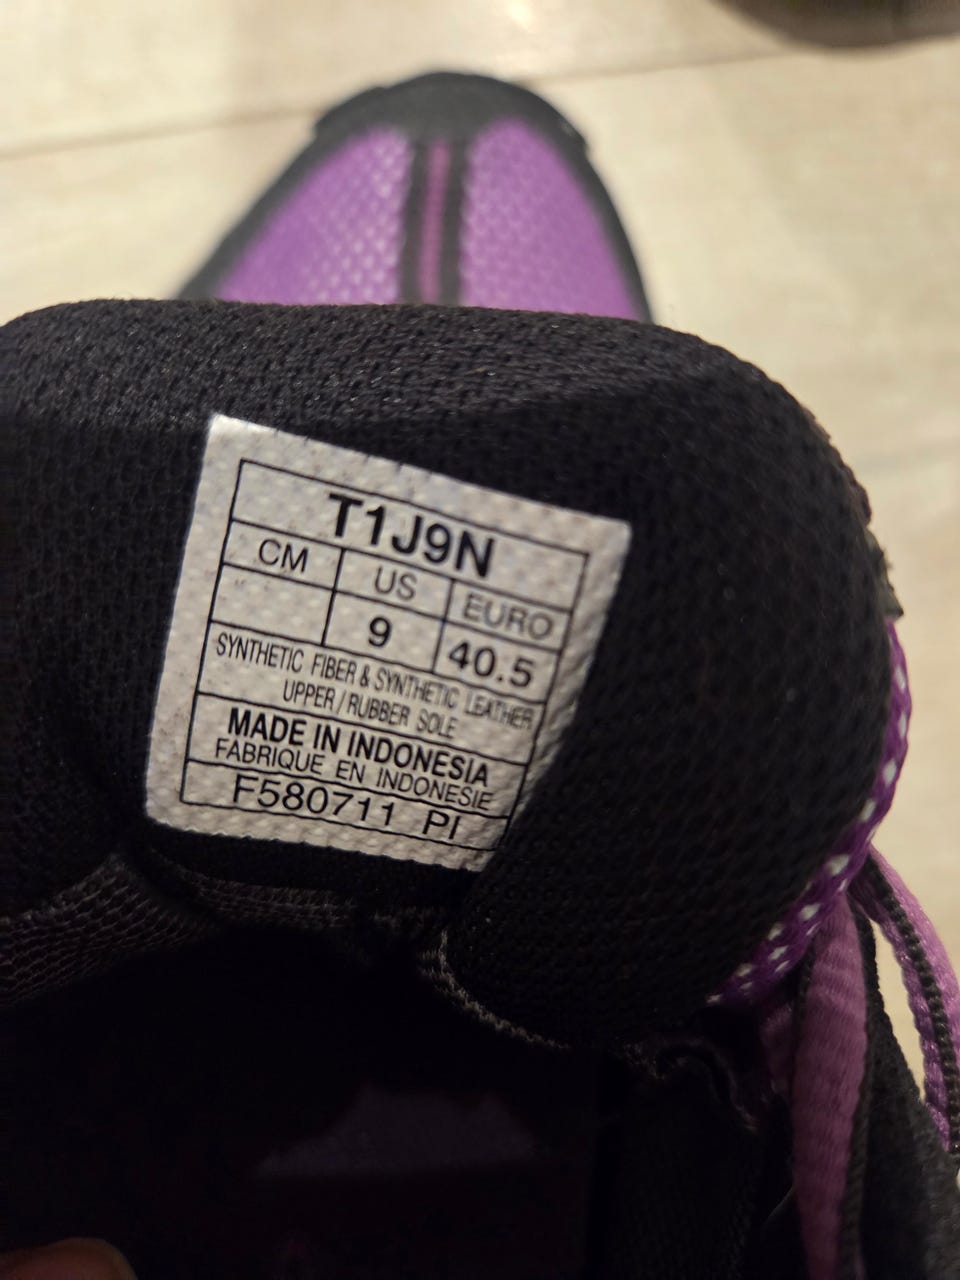 T1J9N
CM US EURO
9 40.5
SYNTHETIC FIBER & SYNTHETIC LEATHER
UPPER / RUBBER SOLE
MADE IN INDONESIA
FABRIQUE EN INDONESIE
F580711 PI